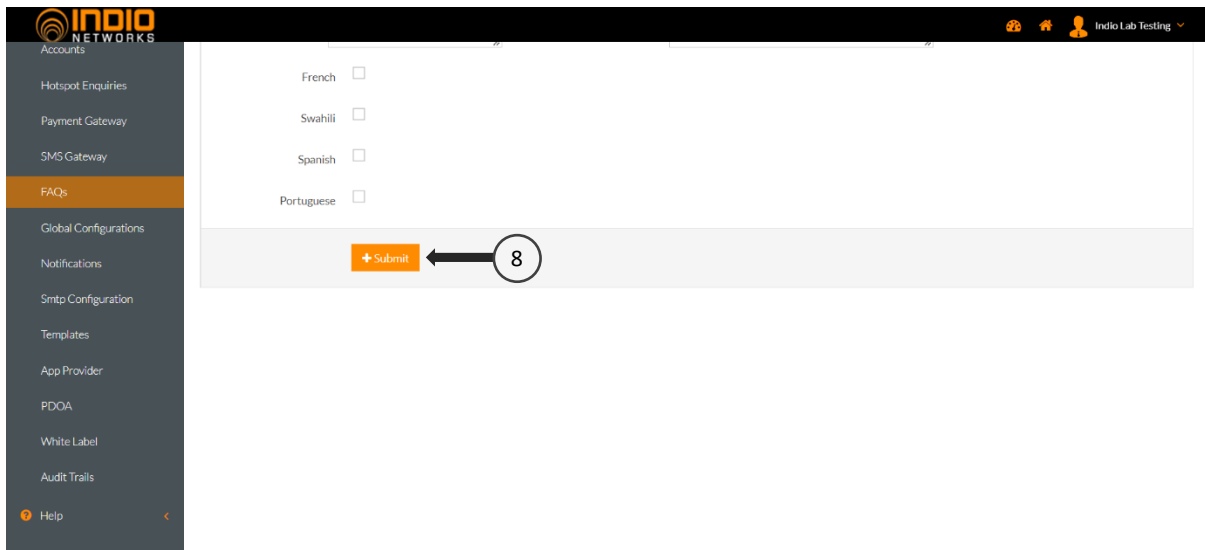 INDIO
NETWORKS
Indio Lab Testing
Accounts
Hotspot Enquiries
Payment Gateway
SMS Gateway
FAQs
Global Configurations
Notifications
Smtp Configuration
Templates
App Provider
PDOA
White Label
Audit Trails
Help
French
Swahili
Spanish
Portuguese
+ Submit
8